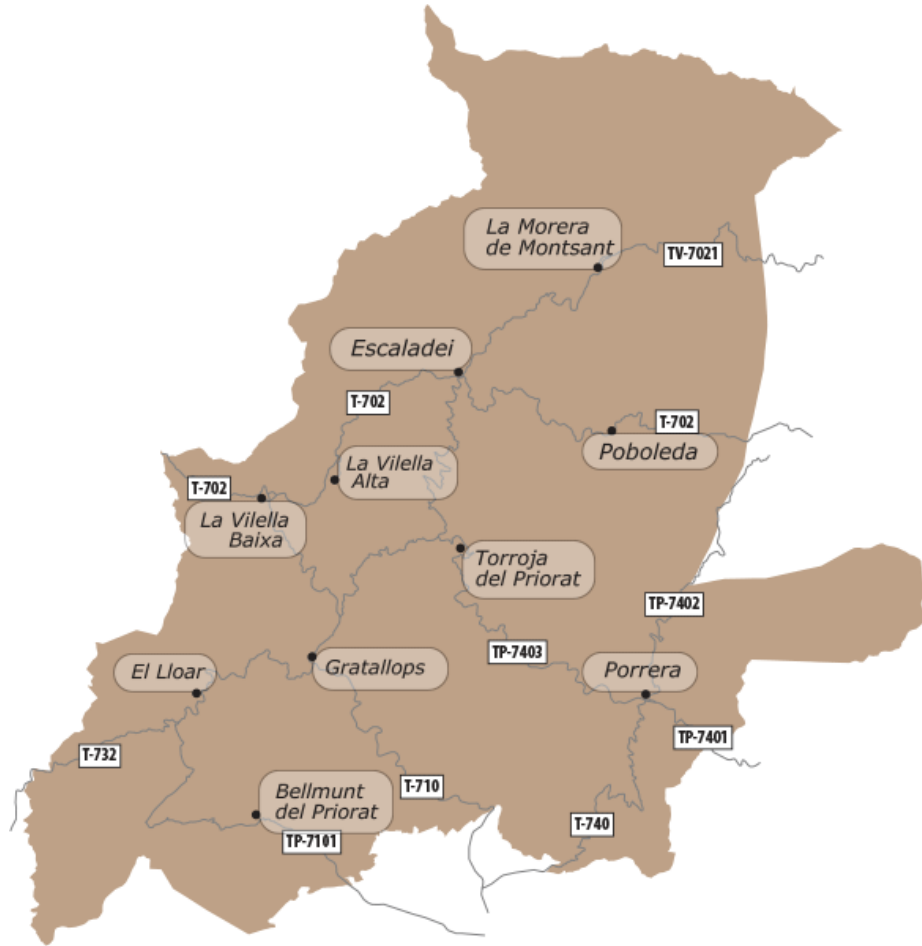 La Morera
de Montsant
TV-7021
Escaladei
T-702
T-702
Poboleda
La Vilella
Alta
T-702
La Vilella
Baixa
Torroja
del Priorat
TP-7402
TP-7403
El Lloar
Gratallops
Porrera
TP-7401
T-732
T-710
Bellmunt
del Priorat
T-740
TP-7101